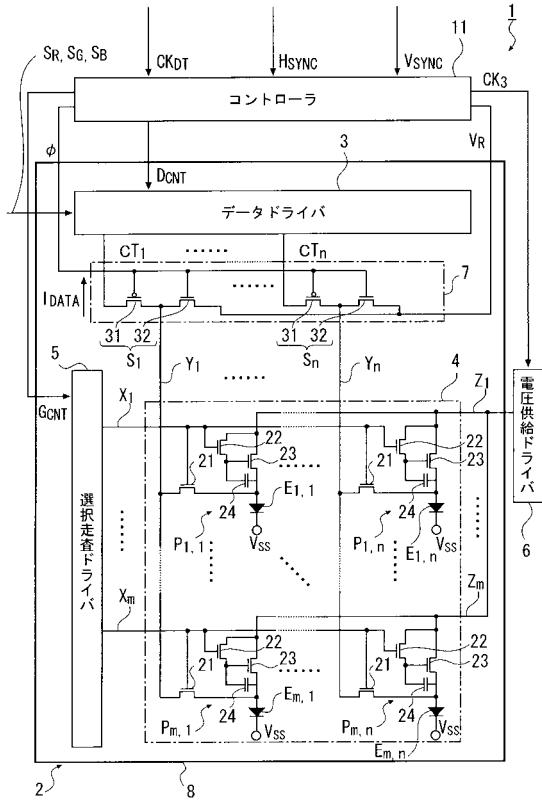 1
CK_DT H_SYNC V_SYNC 11
S_R, S_G, S_B
CK_3
コントローラ
φ
V_R
D_CNT
3
データドライバ
CT_1 ...... CT_n
7
I_DATA
......
31 32 31 32
S_1 S_n
5
Y_1 ...... Y_n
4
Z_1
G_CNT
X_1
選択走査ドライバ
電圧供給ドライバ
6
22 22
23 23
21 ...... 21
24 E_1,1 24 E_1,n
P_1,1 V_SS P_1,n V_SS
Z_m
X_m
22 22
23 23
21 ...... 21
24 E_m,1 24 E_m,n
P_m,1 V_SS P_m,n V_SS
2 8